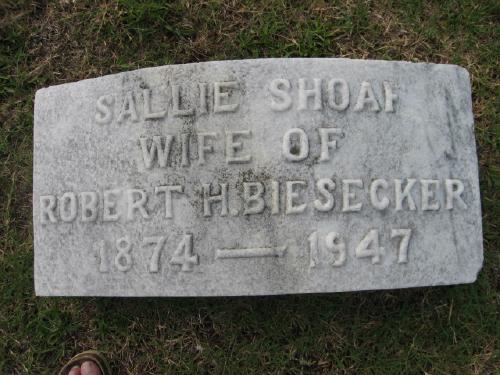 SALLIE SHOAF
WIFE OF
ROBERT H. BIESECKER
1874 — 1947